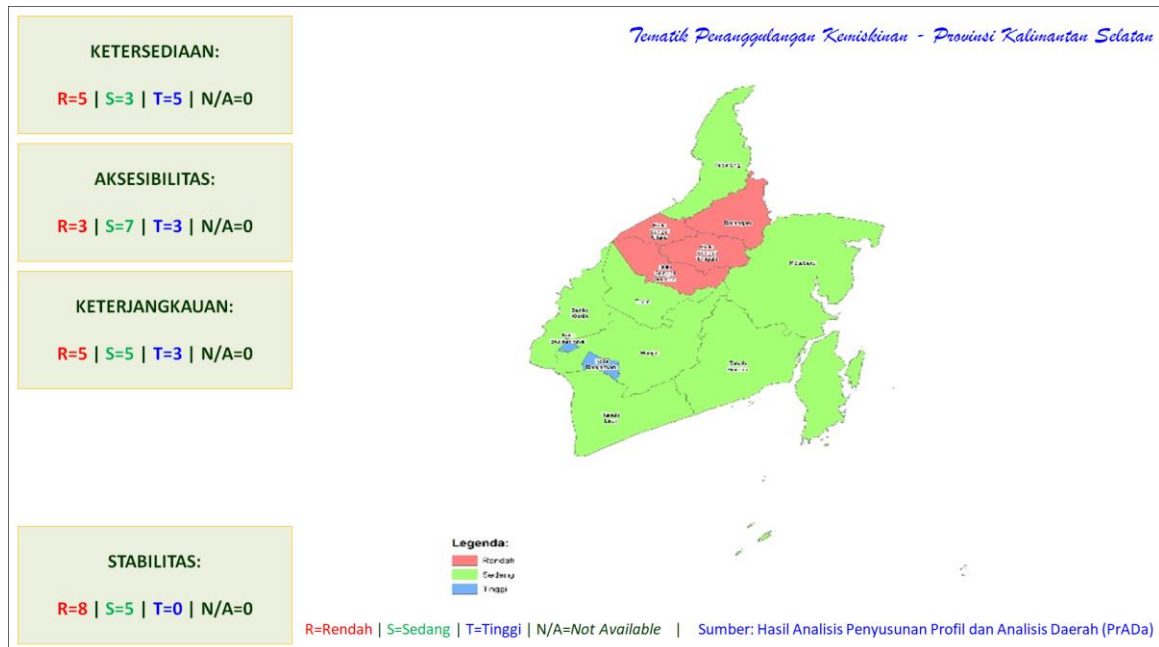 KETERSEDIAAN:
R=5 | S=3 | T=5 | N/A=0
AKSESIBILITAS:
R=3 | S=7 | T=3 | N/A=0
KETERJANGKAUAN:
R=5 | S=5 | T=3 | N/A=0
STABILITAS:
R=8 | S=5 | T=0 | N/A=0
Tematik Penanggulangan Kemiskinan - Provinsi Kalimantan Selatan
Legenda:
Rendah
Sedang
Tinggi
R=Rendah | S=Sedang | T=Tinggi | N/A=Not Available | Sumber: Hasil Analisis Penyusunan Profil dan Analisis Daerah (PrADa)